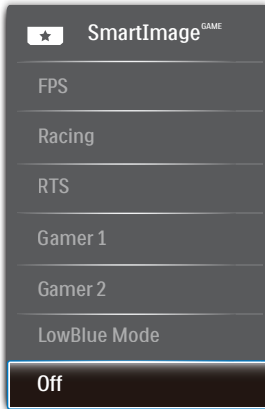 SmartImage GAME
FPS
Racing
RTS
Gamer 1
Gamer 2
LowBlue Mode
Off